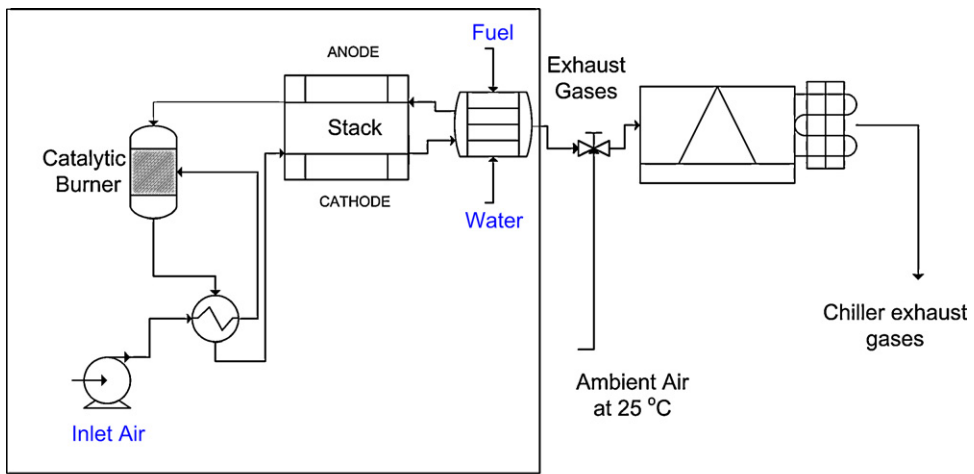 Fuel
ANODE
Exhaust
Gases
Stack
Catalytic
Burner
CATHODE
Water
Chiller exhaust
gases
Ambient Air
at 25 °C
Inlet Air